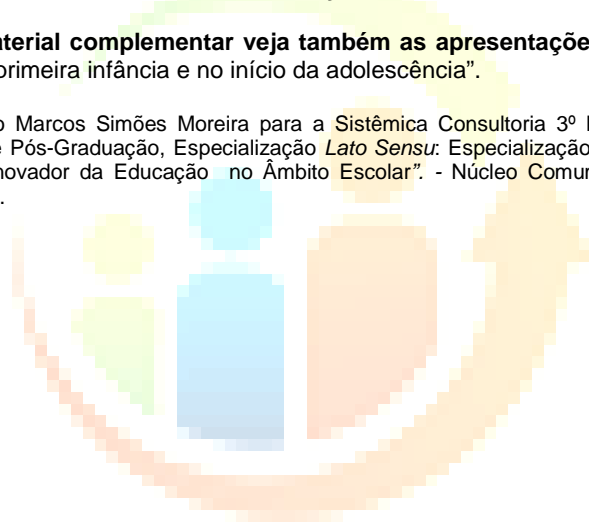 aterial complementar veja também as apresentaçõe
primeira infância e no início da adolescência”.
o Marcos Simões Moreira para a Sistêmica Consultoria 3º
e Pós-Graduação, Especialização Lato Sensu: Especialização
novador da Educação no Âmbito Escolar”. - Núcleo Comu
.